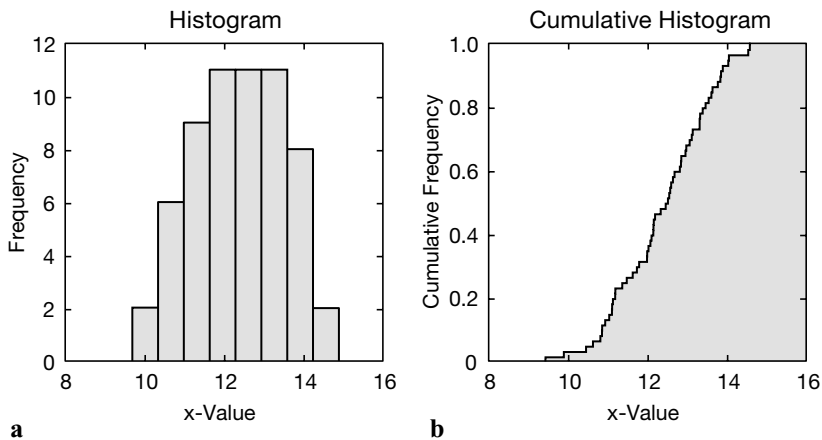 Histogram
12
10
8
6
4
2
0
Frequency
8 10 12 14 16
x-Value
a
Cumulative Histogram
1.0
0.8
0.6
0.4
0.2
0
Cumulative Frequency
8 10 12 14 16
x-Value
b